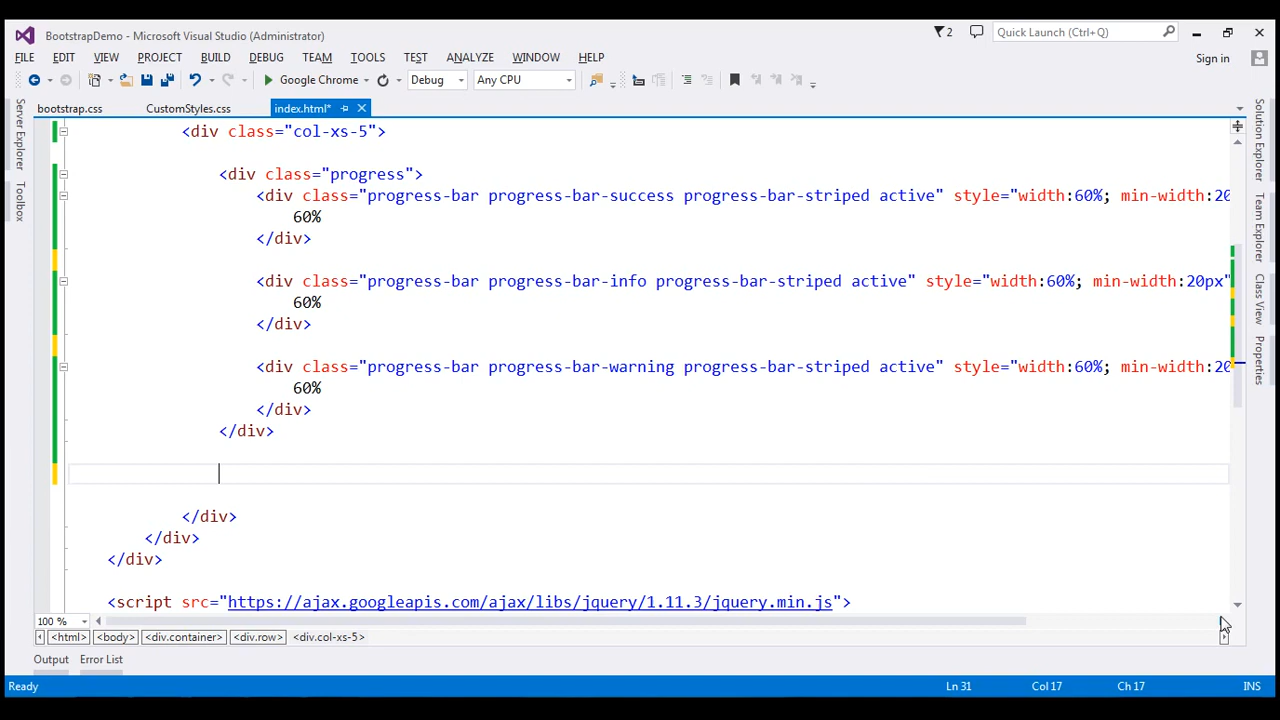 BootstrapDemo - Microsoft Visual Studio (Administrator)
2
Quick Launch (Ctrl+Q)
FILE EDIT VIEW PROJECT BUILD DEBUG TEAM TOOLS TEST ANALYZE WINDOW HELP
Sign in
Google Chrome Debug Any CPU
bootstrap.css CustomStyles.css index.html*
Server Explorer
Toolbox
<div class="col-xs-5">
<div class="progress">
<div class="progress-bar progress-bar-success progress-bar-striped active" style="width:60%; min-width:20
60%
</div>
<div class="progress-bar progress-bar-info progress-bar-striped active" style="width:60%; min-width:20px"
60%
</div>
<div class="progress-bar progress-bar-warning progress-bar-striped active" style="width:60%; min-width:20
60%
</div>
</div>
</div>
</div>
</div>
<script src="https://ajax.googleapis.com/ajax/libs/jquery/1.11.3/jquery.min.js">
Solution Explorer
Team Explorer
Class View
Properties
100 %
<html> <body> <div.container> <div.row> <div.col-xs-5>
Output Error List
Ready Ln 31 Col 17 Ch 17 INS